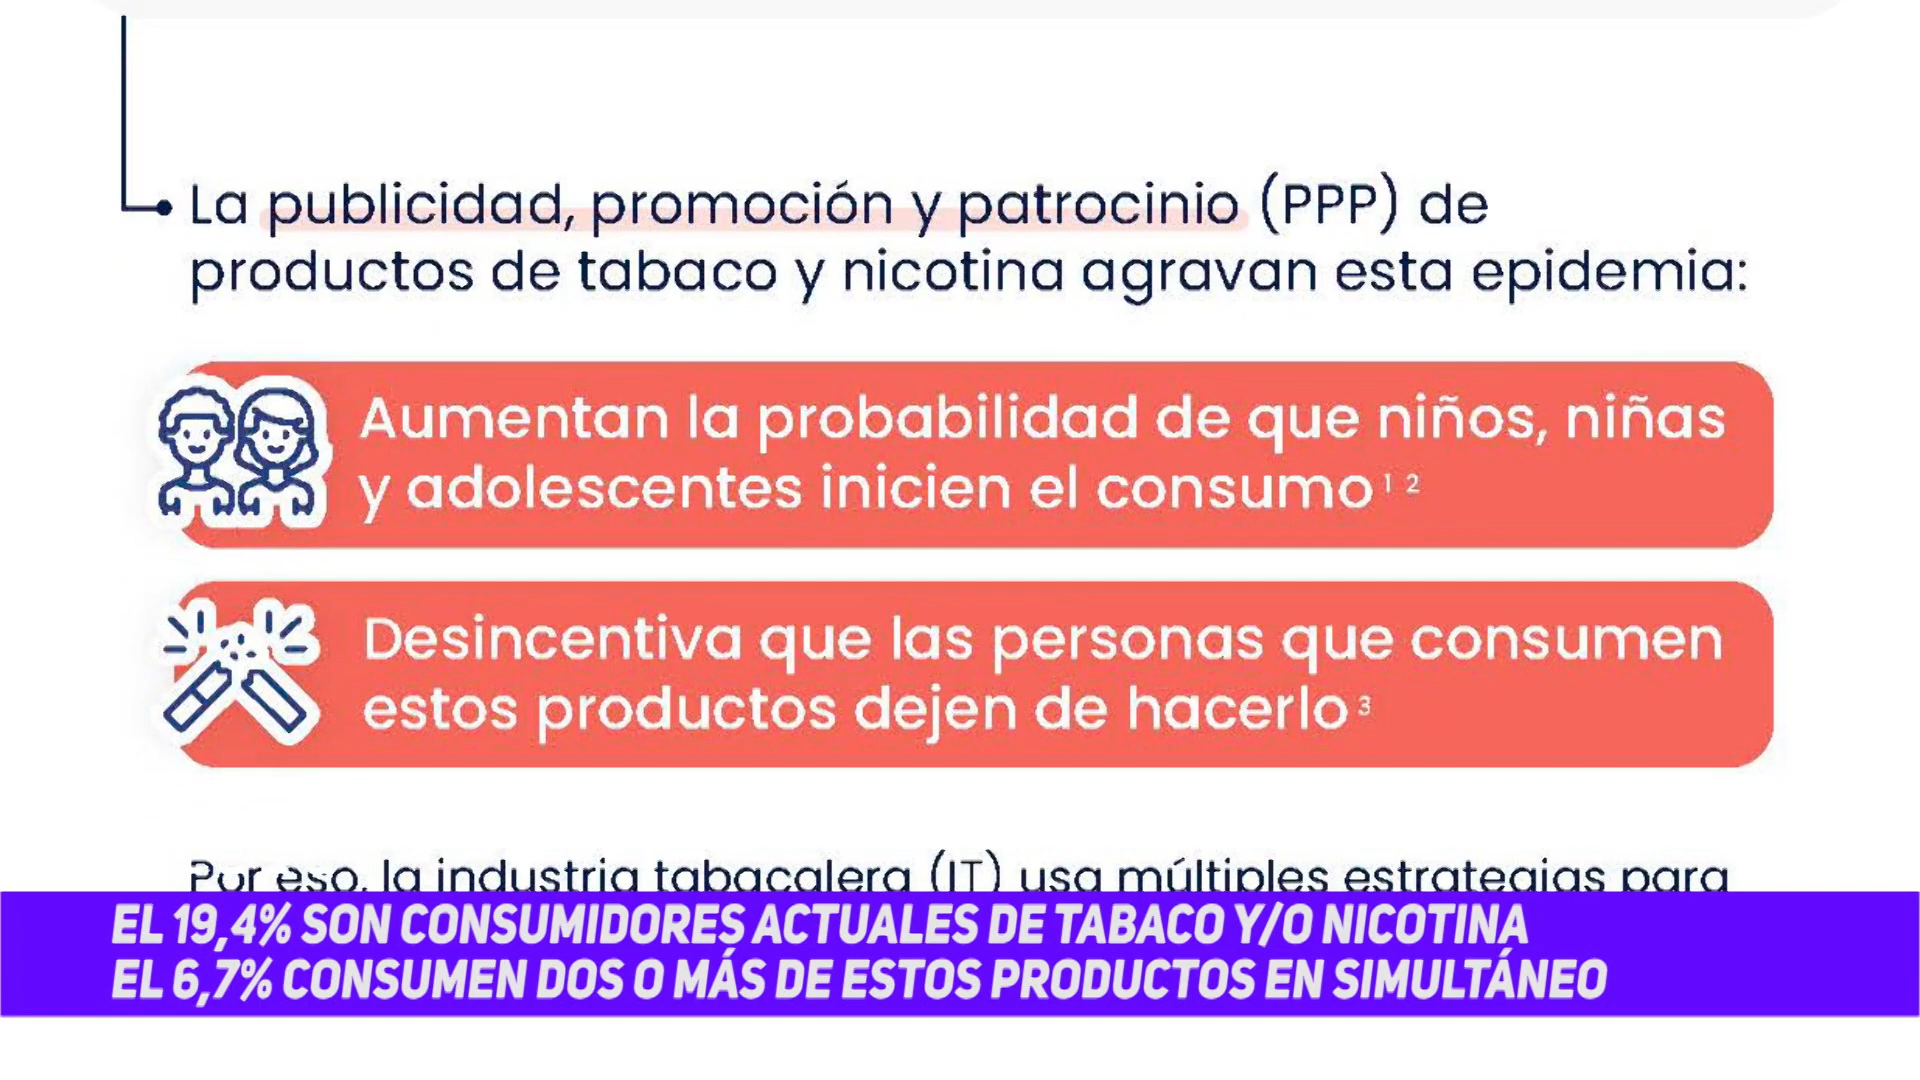 La publicidad, promoción y patrocinio (PPP) de
productos de tabaco y nicotina agravan esta epidemia:
Aumentan la probabilidad de que niños, niñas
y adolescentes inicien el consumo 1 2
Desincentiva que las personas que consumen
estos productos dejen de hacerlo 3
Por eso, la industria tabacalera (IT) usa múltiples estrategias para
EL 19,4% SON CONSUMIDORES ACTUALES DE TABACO Y/O NICOTINA
EL 6,7% CONSUMEN DOS O MÁS DE ESTOS PRODUCTOS EN SIMULTÁNEO